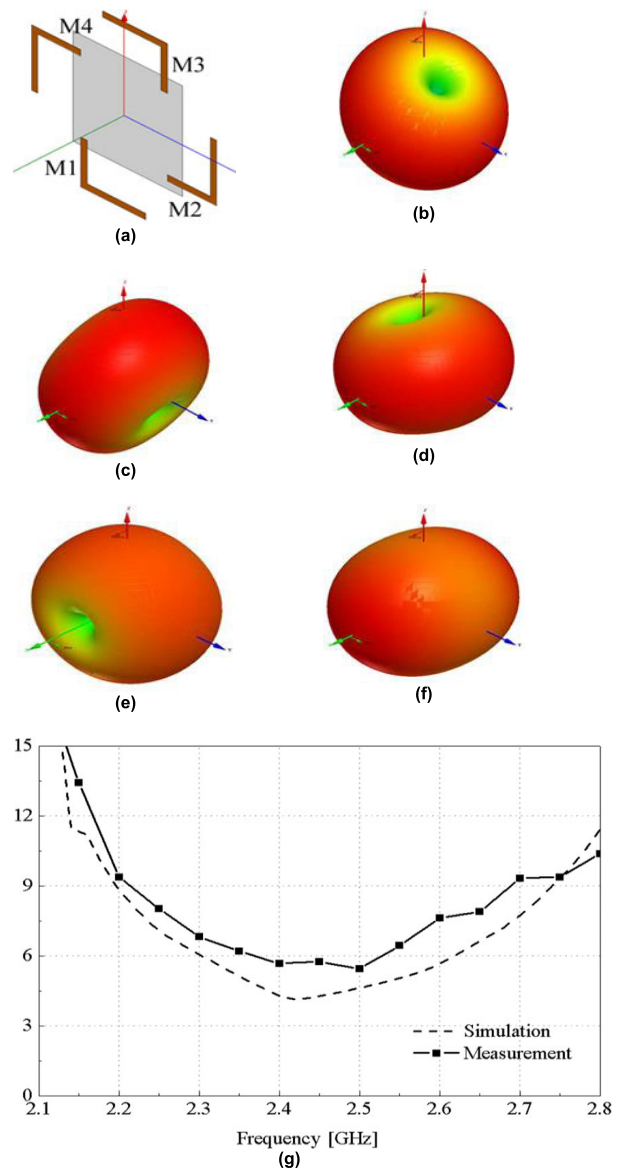 M4
M3
M1
M2
(a)
(b)
(c)
(d)
(e)
(f)
15
12
9
6
3
0
Simulation
Measurement
2.1 2.2 2.3 2.4 2.5 2.6 2.7 2.8
Frequency [GHz]
(g)